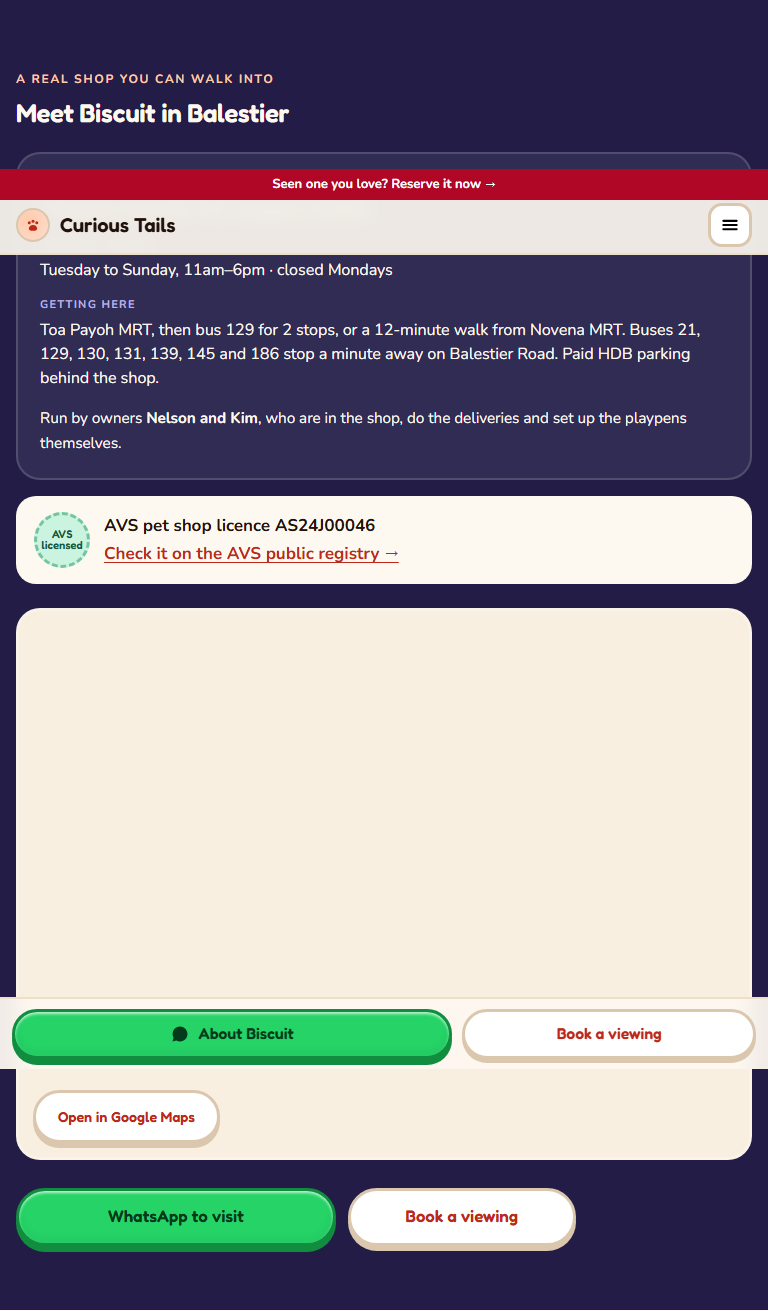 A REAL SHOP YOU CAN WALK INTO
Meet Biscuit in Balestier
Seen one you love? Reserve it now →
Curious Tails
Tuesday to Sunday, 11am–6pm · closed Mondays
GETTING HERE
Toa Payoh MRT, then bus 129 for 2 stops, or a 12-minute walk from Novena MRT. Buses 21,
129, 130, 131, 139, 145 and 186 stop a minute away on Balestier Road. Paid HDB parking
behind the shop.
Run by owners Nelson and Kim, who are in the shop, do the deliveries and set up the playpens
themselves.
AVS
licensed
AVS pet shop licence AS24J00046
Check it on the AVS public registry →
About Biscuit
Book a viewing
Open in Google Maps
WhatsApp to visit
Book a viewing